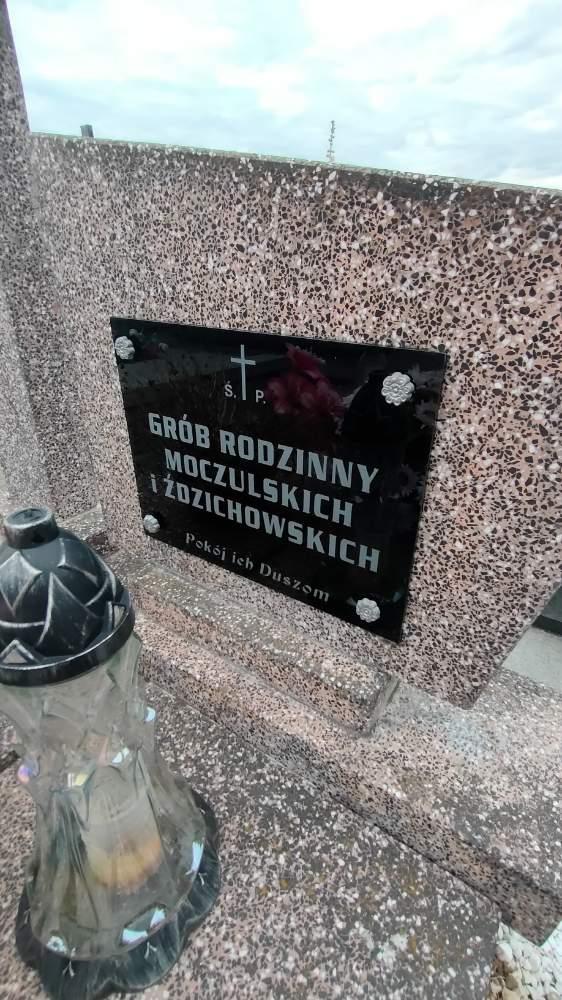 Ś. P.
GRÓB RODZINNY
MOCZULSKICH
i ŻDZICHOWSKICH
Pokój ich Duszom